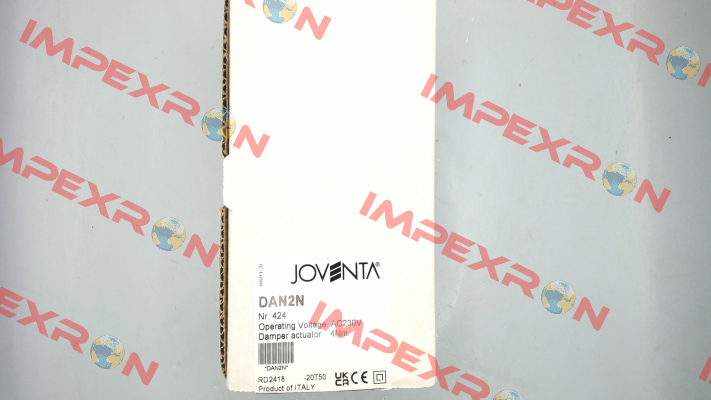 IMPEXRON
IMPEXRON
IMPEXRON
IMPEXRON
IMPEXRON
IMPEXRON
IMPEXRON
JOVENTA®
DAN2N
Nr. 424
Operating Voltage AC230V
Damper actuator 4Nm
*DAN2N*
RD2418 -20T50 UK CA CE
Product of ITALY